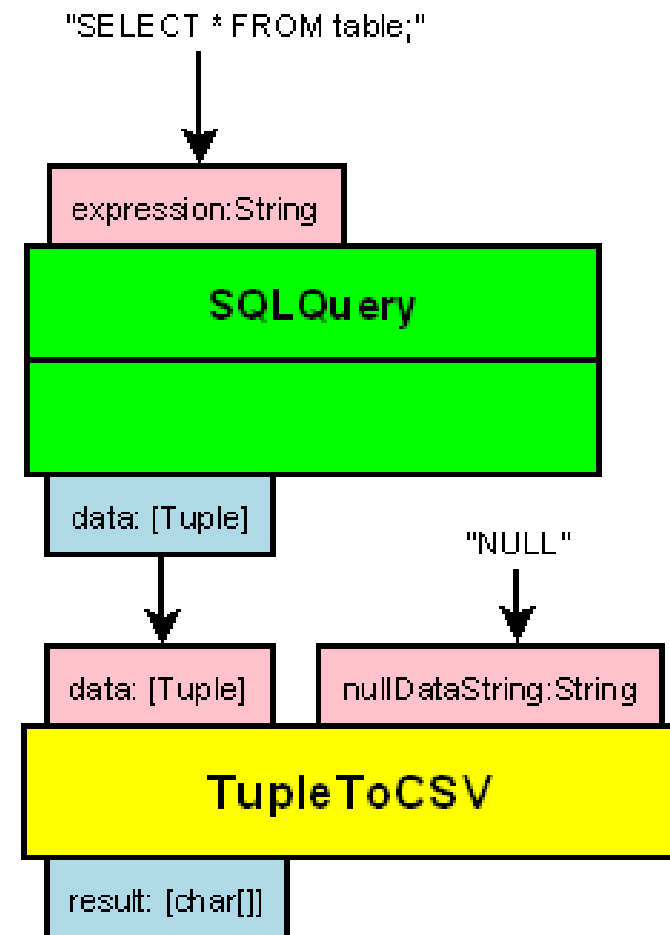 "SELECT * FROM table;"
expression:String
SQLQuery
data: [Tuple]
"NULL"
data: [Tuple]
nullDataString:String
TupleToCSV
result: [char[]]